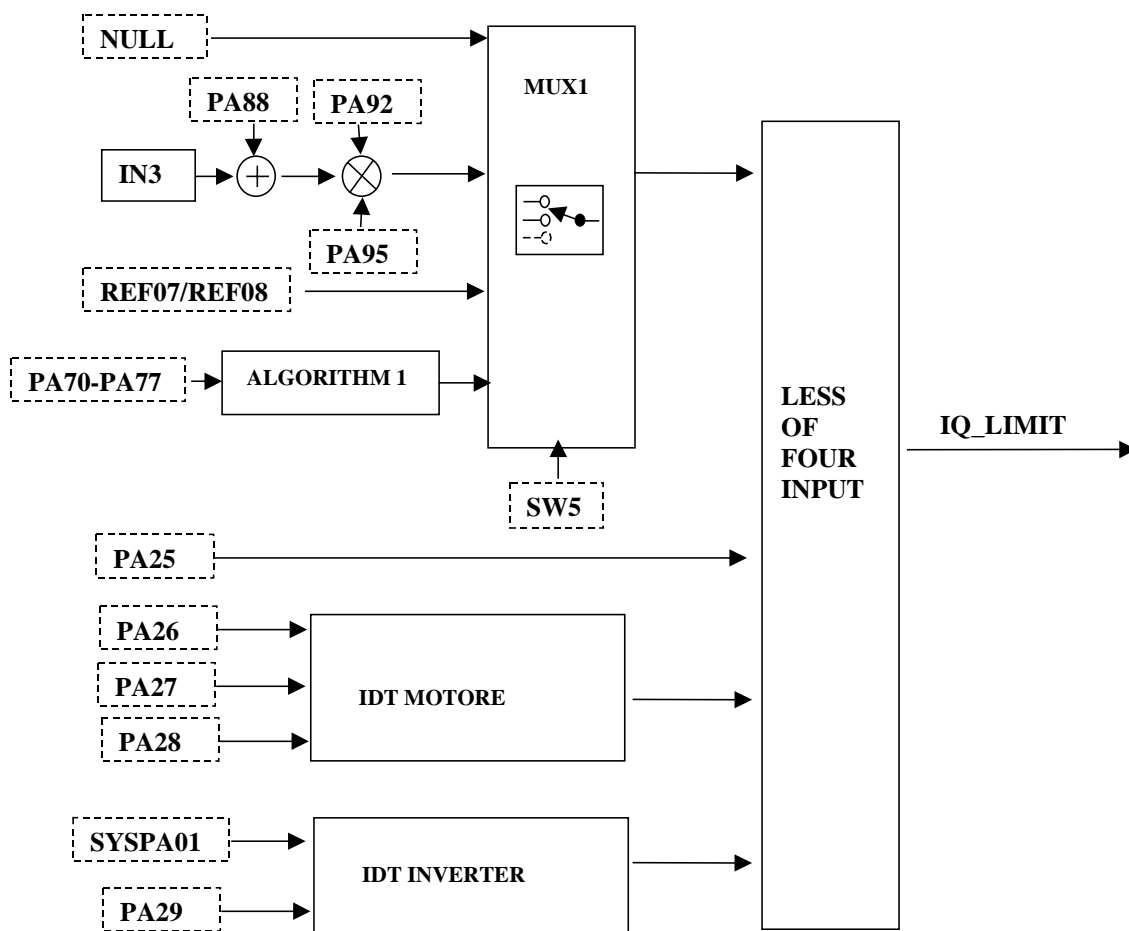 NULL
MUX1
PA88
PA92
IN3
PA95
REF07/REF08
PA70-PA77
ALGORITHM 1
SW5
LESS
OF
FOUR
INPUT
IQ_LIMIT
PA25
PA26
PA27
PA28
IDT MOTORE
SYSPA01
PA29
IDT INVERTER